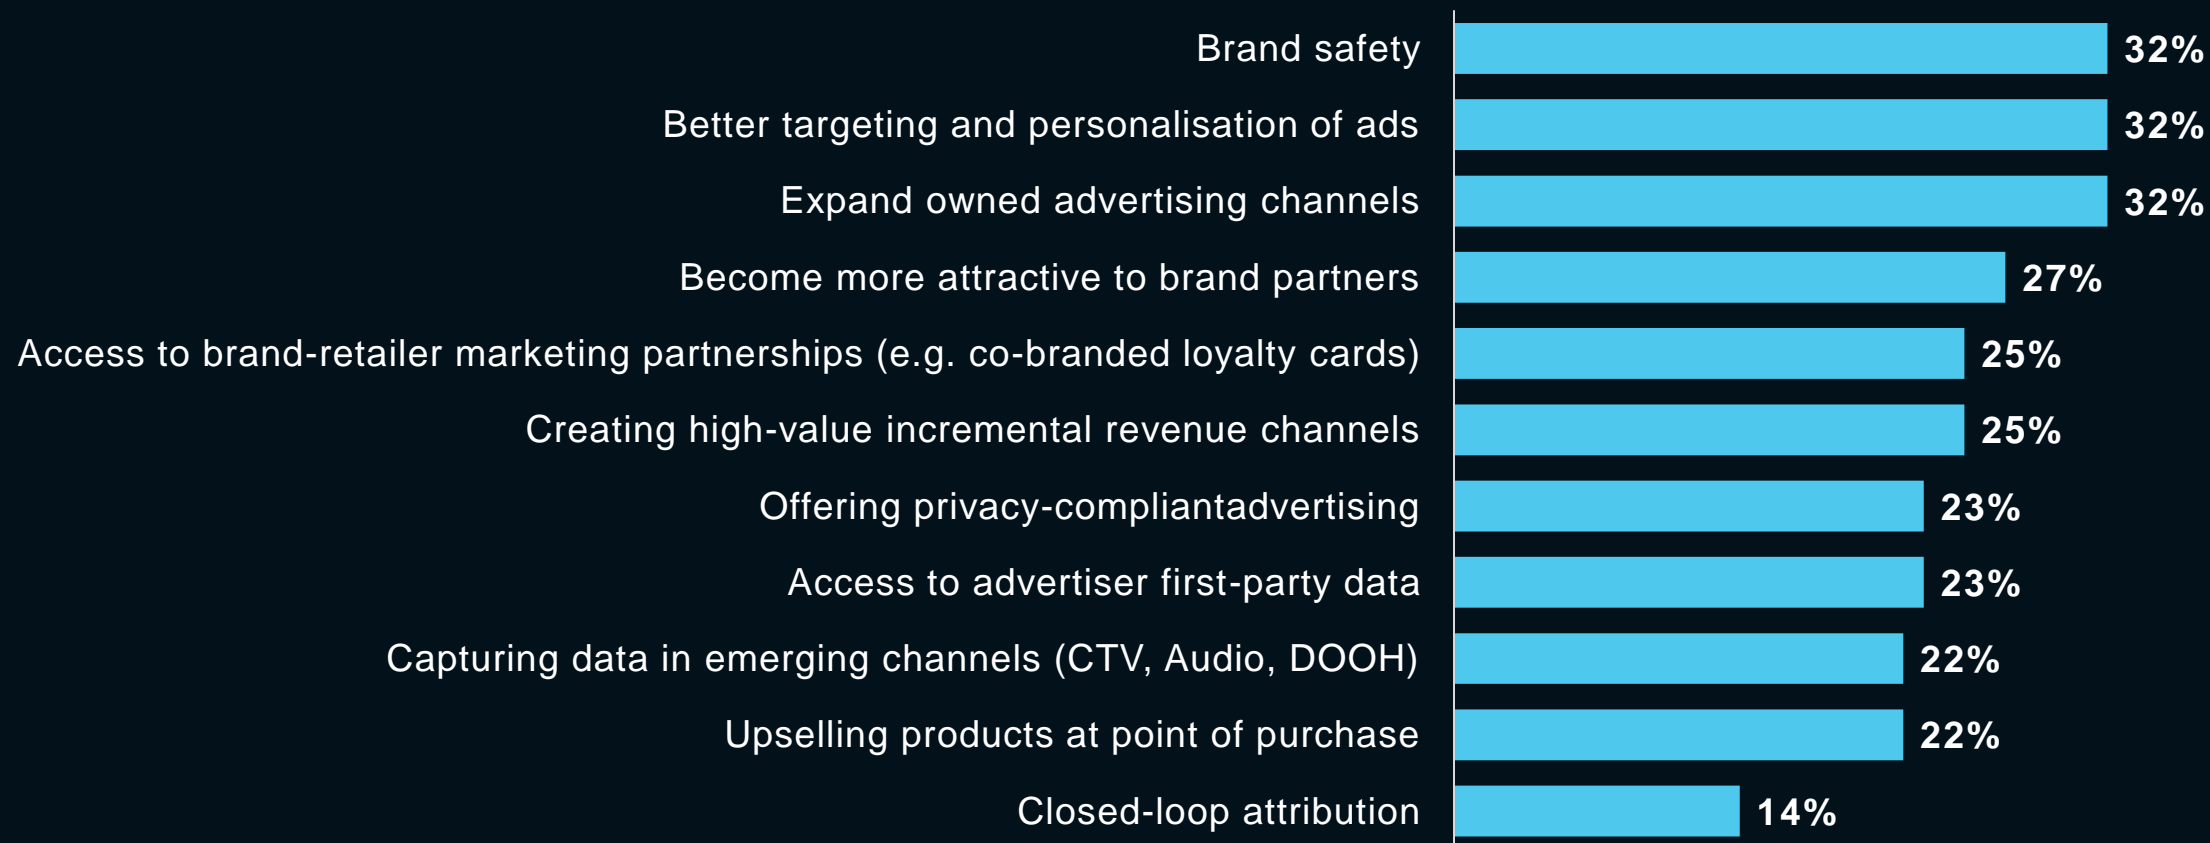 Brand safety 32%
Better targeting and personalisation of ads 32%
Expand owned advertising channels 32%
Become more attractive to brand partners 27%
Access to brand-retailer marketing partnerships (e.g. co-branded loyalty cards) 25%
Creating high-value incremental revenue channels 25%
Offering privacy-compliantadvertising 23%
Access to advertiser first-party data 23%
Capturing data in emerging channels (CTV, Audio, DOOH) 22%
Upselling products at point of purchase 22%
Closed-loop attribution 14%